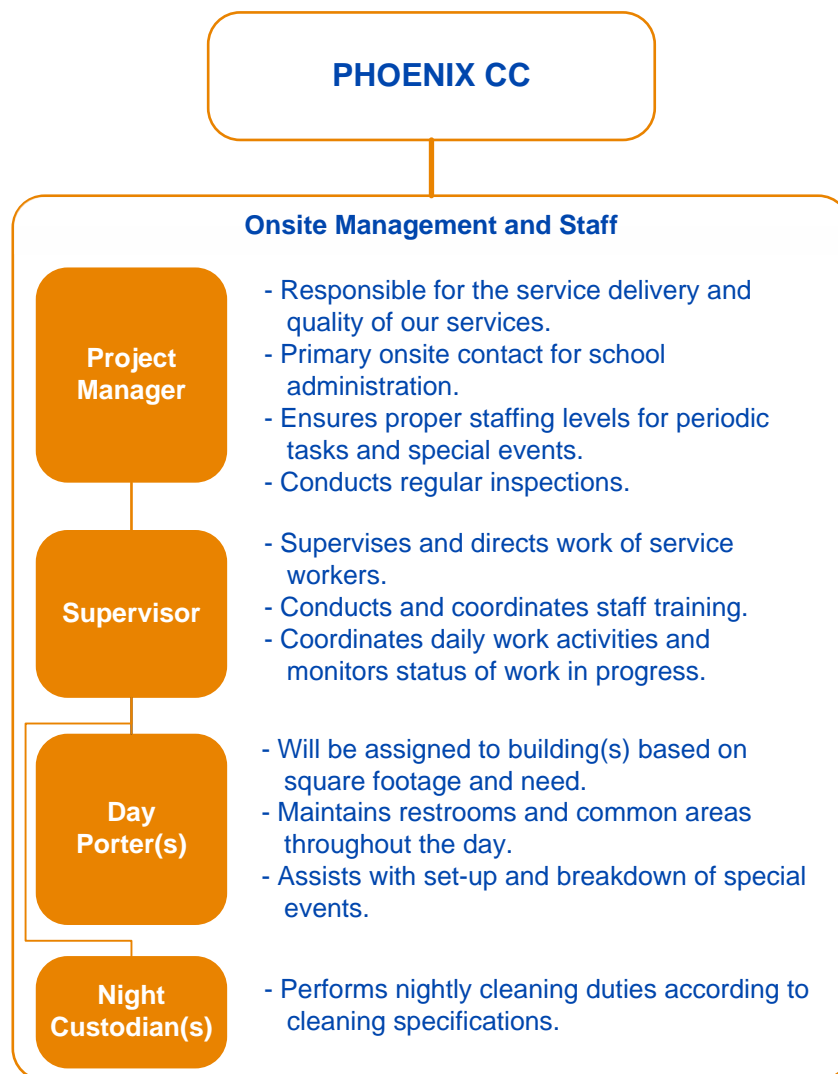 PHOENIX CC
Onsite Management and Staff
Project
Manager
- Responsible for the service delivery and
quality of our services.
- Primary onsite contact for school
administration.
- Ensures proper staffing levels for periodic
tasks and special events.
- Conducts regular inspections.
Supervisor
- Supervises and directs work of service
workers.
- Conducts and coordinates staff training.
- Coordinates daily work activities and
monitors status of work in progress.
Day
Porter(s)
- Will be assigned to building(s) based on
square footage and need.
- Maintains restrooms and common areas
throughout the day.
- Assists with set-up and breakdown of special
events.
Night
Custodian(s)
- Performs nightly cleaning duties according to
cleaning specifications.